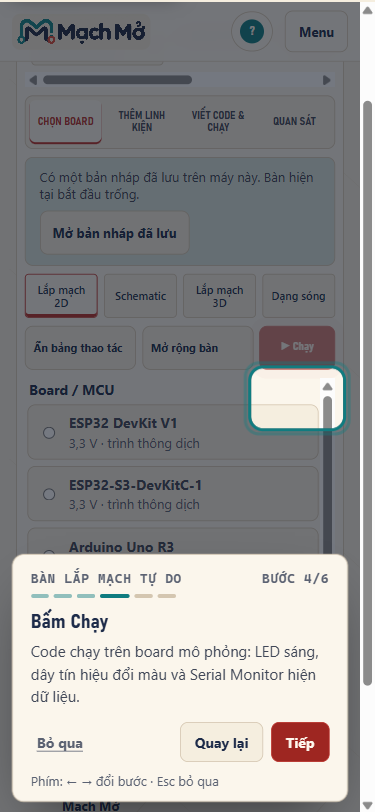 Mạch Mở
?
Menu
CHỌN BOARD
THÊM LINH
KIỆN
VIẾT CODE &
CHẠY
QUAN SÁT
Có một bản nháp đã lưu trên máy này. Bàn hiện
tại bắt đầu trống.
Mở bản nháp đã lưu
Lắp mạch
2D
Schematic
Lắp mạch
3D
Dạng sóng
Ẩn bảng thao tác
Mở rộng bàn
▶ Chạy
Board / MCU
ESP32 DevKit V1
3,3 V · trình thông dịch
ESP32-S3-DevKitC-1
3,3 V · trình thông dịch
Arduino Uno R3
BÀN LẮP MẠCH TỰ DO
BƯỚC 4/6
Bấm Chạy
Code chạy trên board mô phỏng: LED sáng,
dây tín hiệu đổi màu và Serial Monitor hiện
dữ liệu.
Bỏ qua
Quay lại
Tiếp
Phím: ← → đổi bước · Esc bỏ qua
Mạch Mở